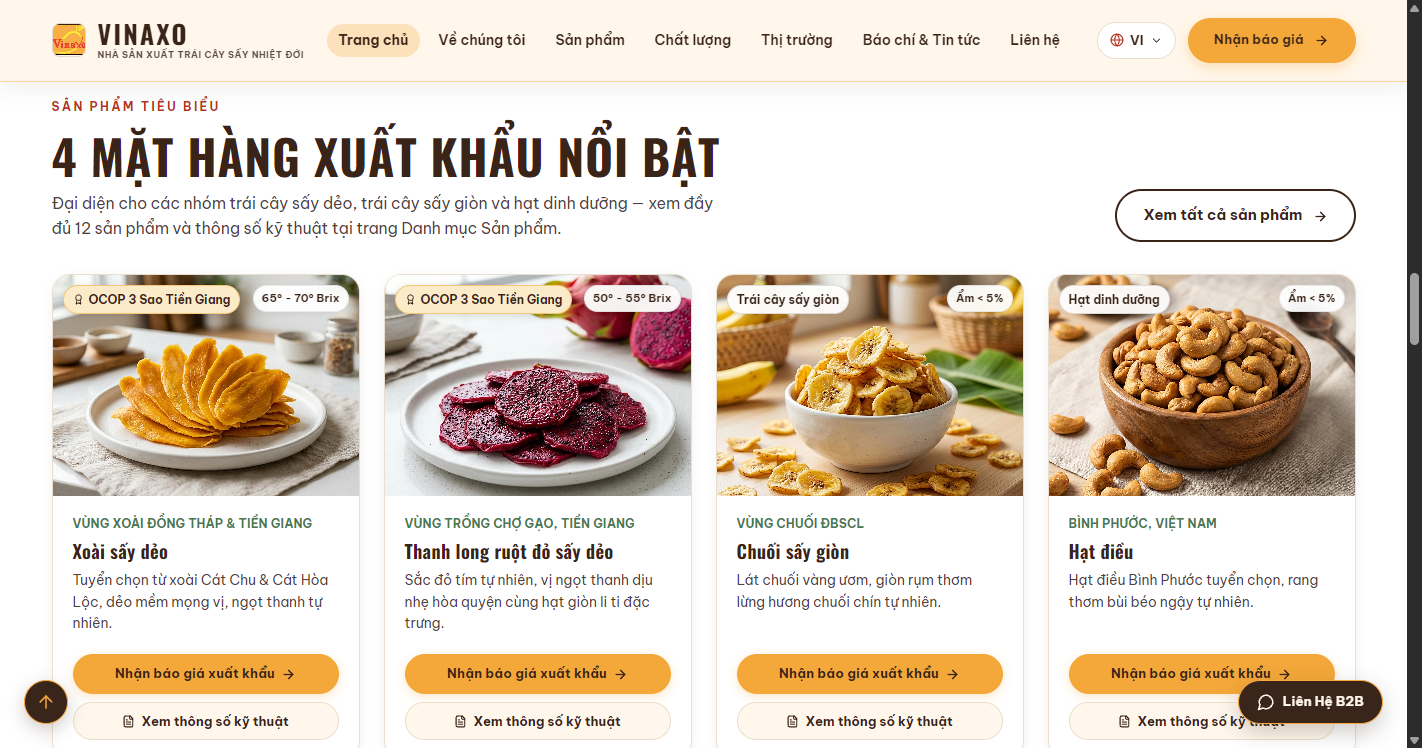 Vinaxo
VINAXO
NHÀ SẢN XUẤT TRÁI CÂY SẤY NHIỆT ĐỚI
Trang chủ
Về chúng tôi
Sản phẩm
Chất lượng
Thị trường
Báo chí & Tin tức
Liên hệ
VI
Nhận báo giá
SẢN PHẨM TIÊU BIỂU
4 MẶT HÀNG XUẤT KHẨU NỔI BẬT
Đại diện cho các nhóm trái cây sấy dẻo, trái cây sấy giòn và hạt dinh dưỡng — xem đầy
đủ 12 sản phẩm và thông số kỹ thuật tại trang Danh mục Sản phẩm.
Xem tất cả sản phẩm
OCOP 3 Sao Tiền Giang
65° - 70° Brix
VÙNG XOÀI ĐỒNG THÁP & TIỀN GIANG
Xoài sấy dẻo
Tuyển chọn từ xoài Cát Chu & Cát Hòa
Lộc, dẻo mềm mọng vị, ngọt thanh tự
nhiên.
Nhận báo giá xuất khẩu
Xem thông số kỹ thuật
OCOP 3 Sao Tiền Giang
50° - 55° Brix
VÙNG TRỒNG CHỢ GẠO, TIỀN GIANG
Thanh long ruột đỏ sấy dẻo
Sắc đỏ tím tự nhiên, vị ngọt thanh dịu
nhẹ hòa quyện cùng hạt giòn li ti đặc
trưng.
Nhận báo giá xuất khẩu
Xem thông số kỹ thuật
Trái cây sấy giòn
Ẩm < 5%
VÙNG CHUỐI ĐBSCL
Chuối sấy giòn
Lát chuối vàng ươm, giòn rụm thơm
lừng hương chuối chín tự nhiên.
Nhận báo giá xuất khẩu
Xem thông số kỹ thuật
Hạt dinh dưỡng
Ẩm < 5%
BÌNH PHƯỚC, VIỆT NAM
Hạt điều
Hạt điều Bình Phước tuyển chọn, rang
thơm bùi béo ngậy tự nhiên.
Nhận báo giá xuất khẩu
Xem thông số kỹ thuật
Liên Hệ B2B